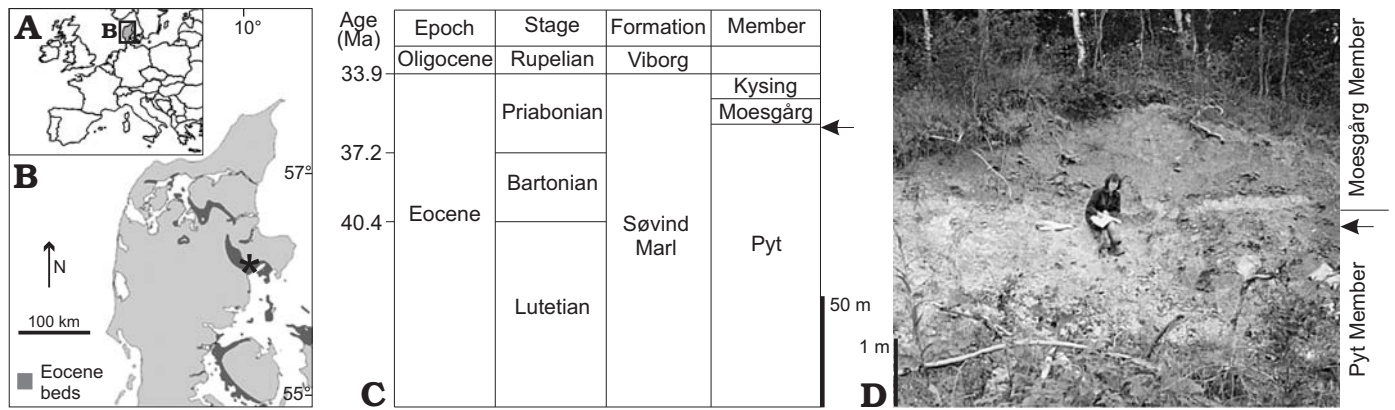 A
B
10°
B
57°
N
100 km
Eocene
beds
55°
Age
(Ma)
Epoch
Stage
Formation
Member
Oligocene
Rupelian
Viborg
33.9
Kysing
Priabonian
Moesgårg
37.2
Bartonian
40.4
Eocene
Søvind
Marl
Pyt
Lutetian
50 m
C
1 m
D
Moesgårg Member
Pyt Member